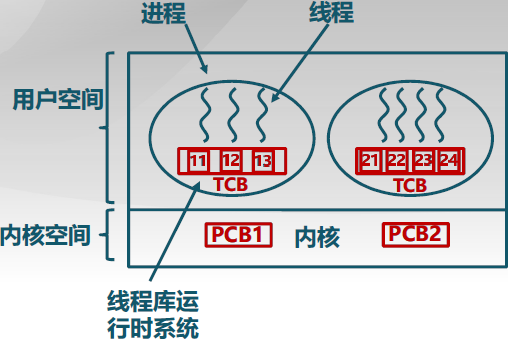 进程
线程
用户空间
11 12 13
21 22 23 24
TCB
TCB
内核空间
PCB1
内核
PCB2
线程库运
行时系统